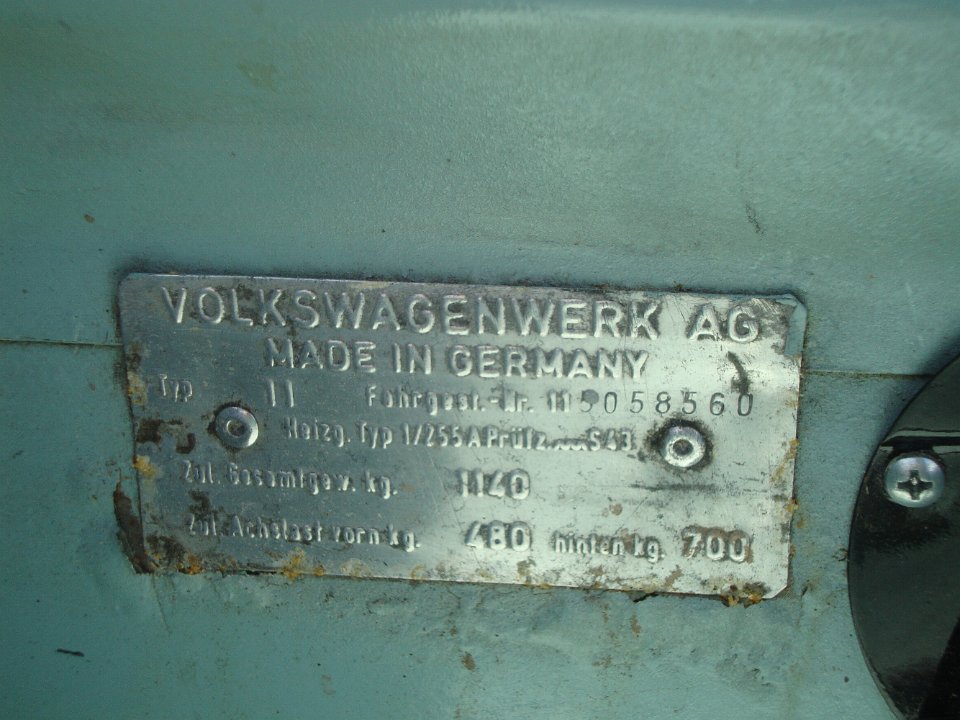 VOLKSWAGENWERK AG
MADE IN GERMANY
Typ 11 Fahrgest.-Nr. 115058560
Heizg. Typ 1/255A Prüfz. S43
Zul. Gesamtgew. kg. 1140
Zul. Achslast vorn kg. 480 hinten kg. 700